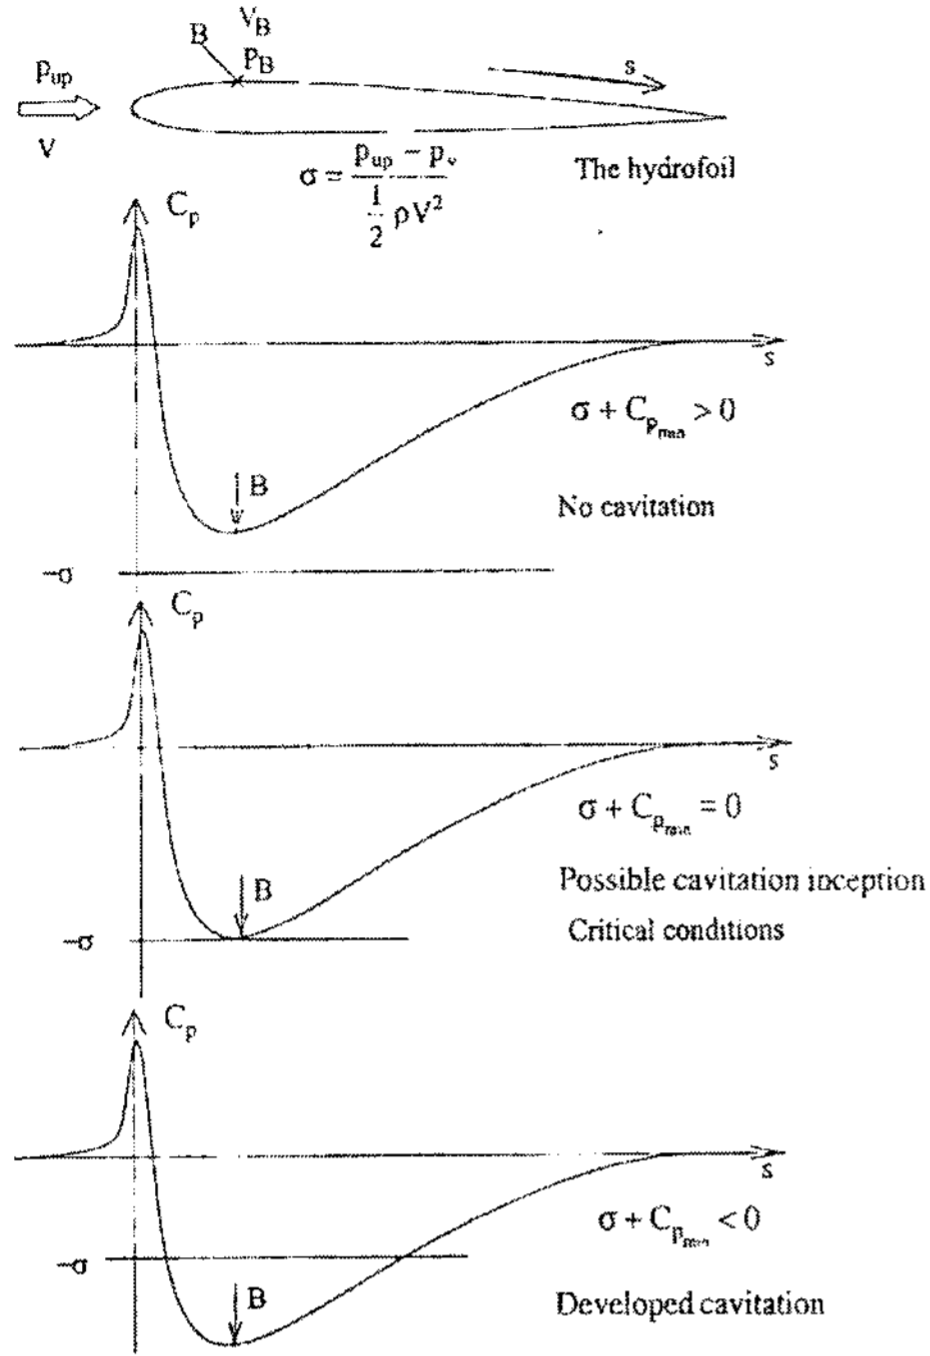 V_B
B
P_B
p_up
s
V
σ = (p_up − p_v) / (1/2 ρV²)
The hydrofoil
C_p
s
σ + C_p_min > 0
B
No cavitation
−σ
C_p
s
σ + C_p_min = 0
B
Possible cavitation inception
Critical conditions
−σ
C_p
s
σ + C_p_min < 0
−σ
B
Developed cavitation